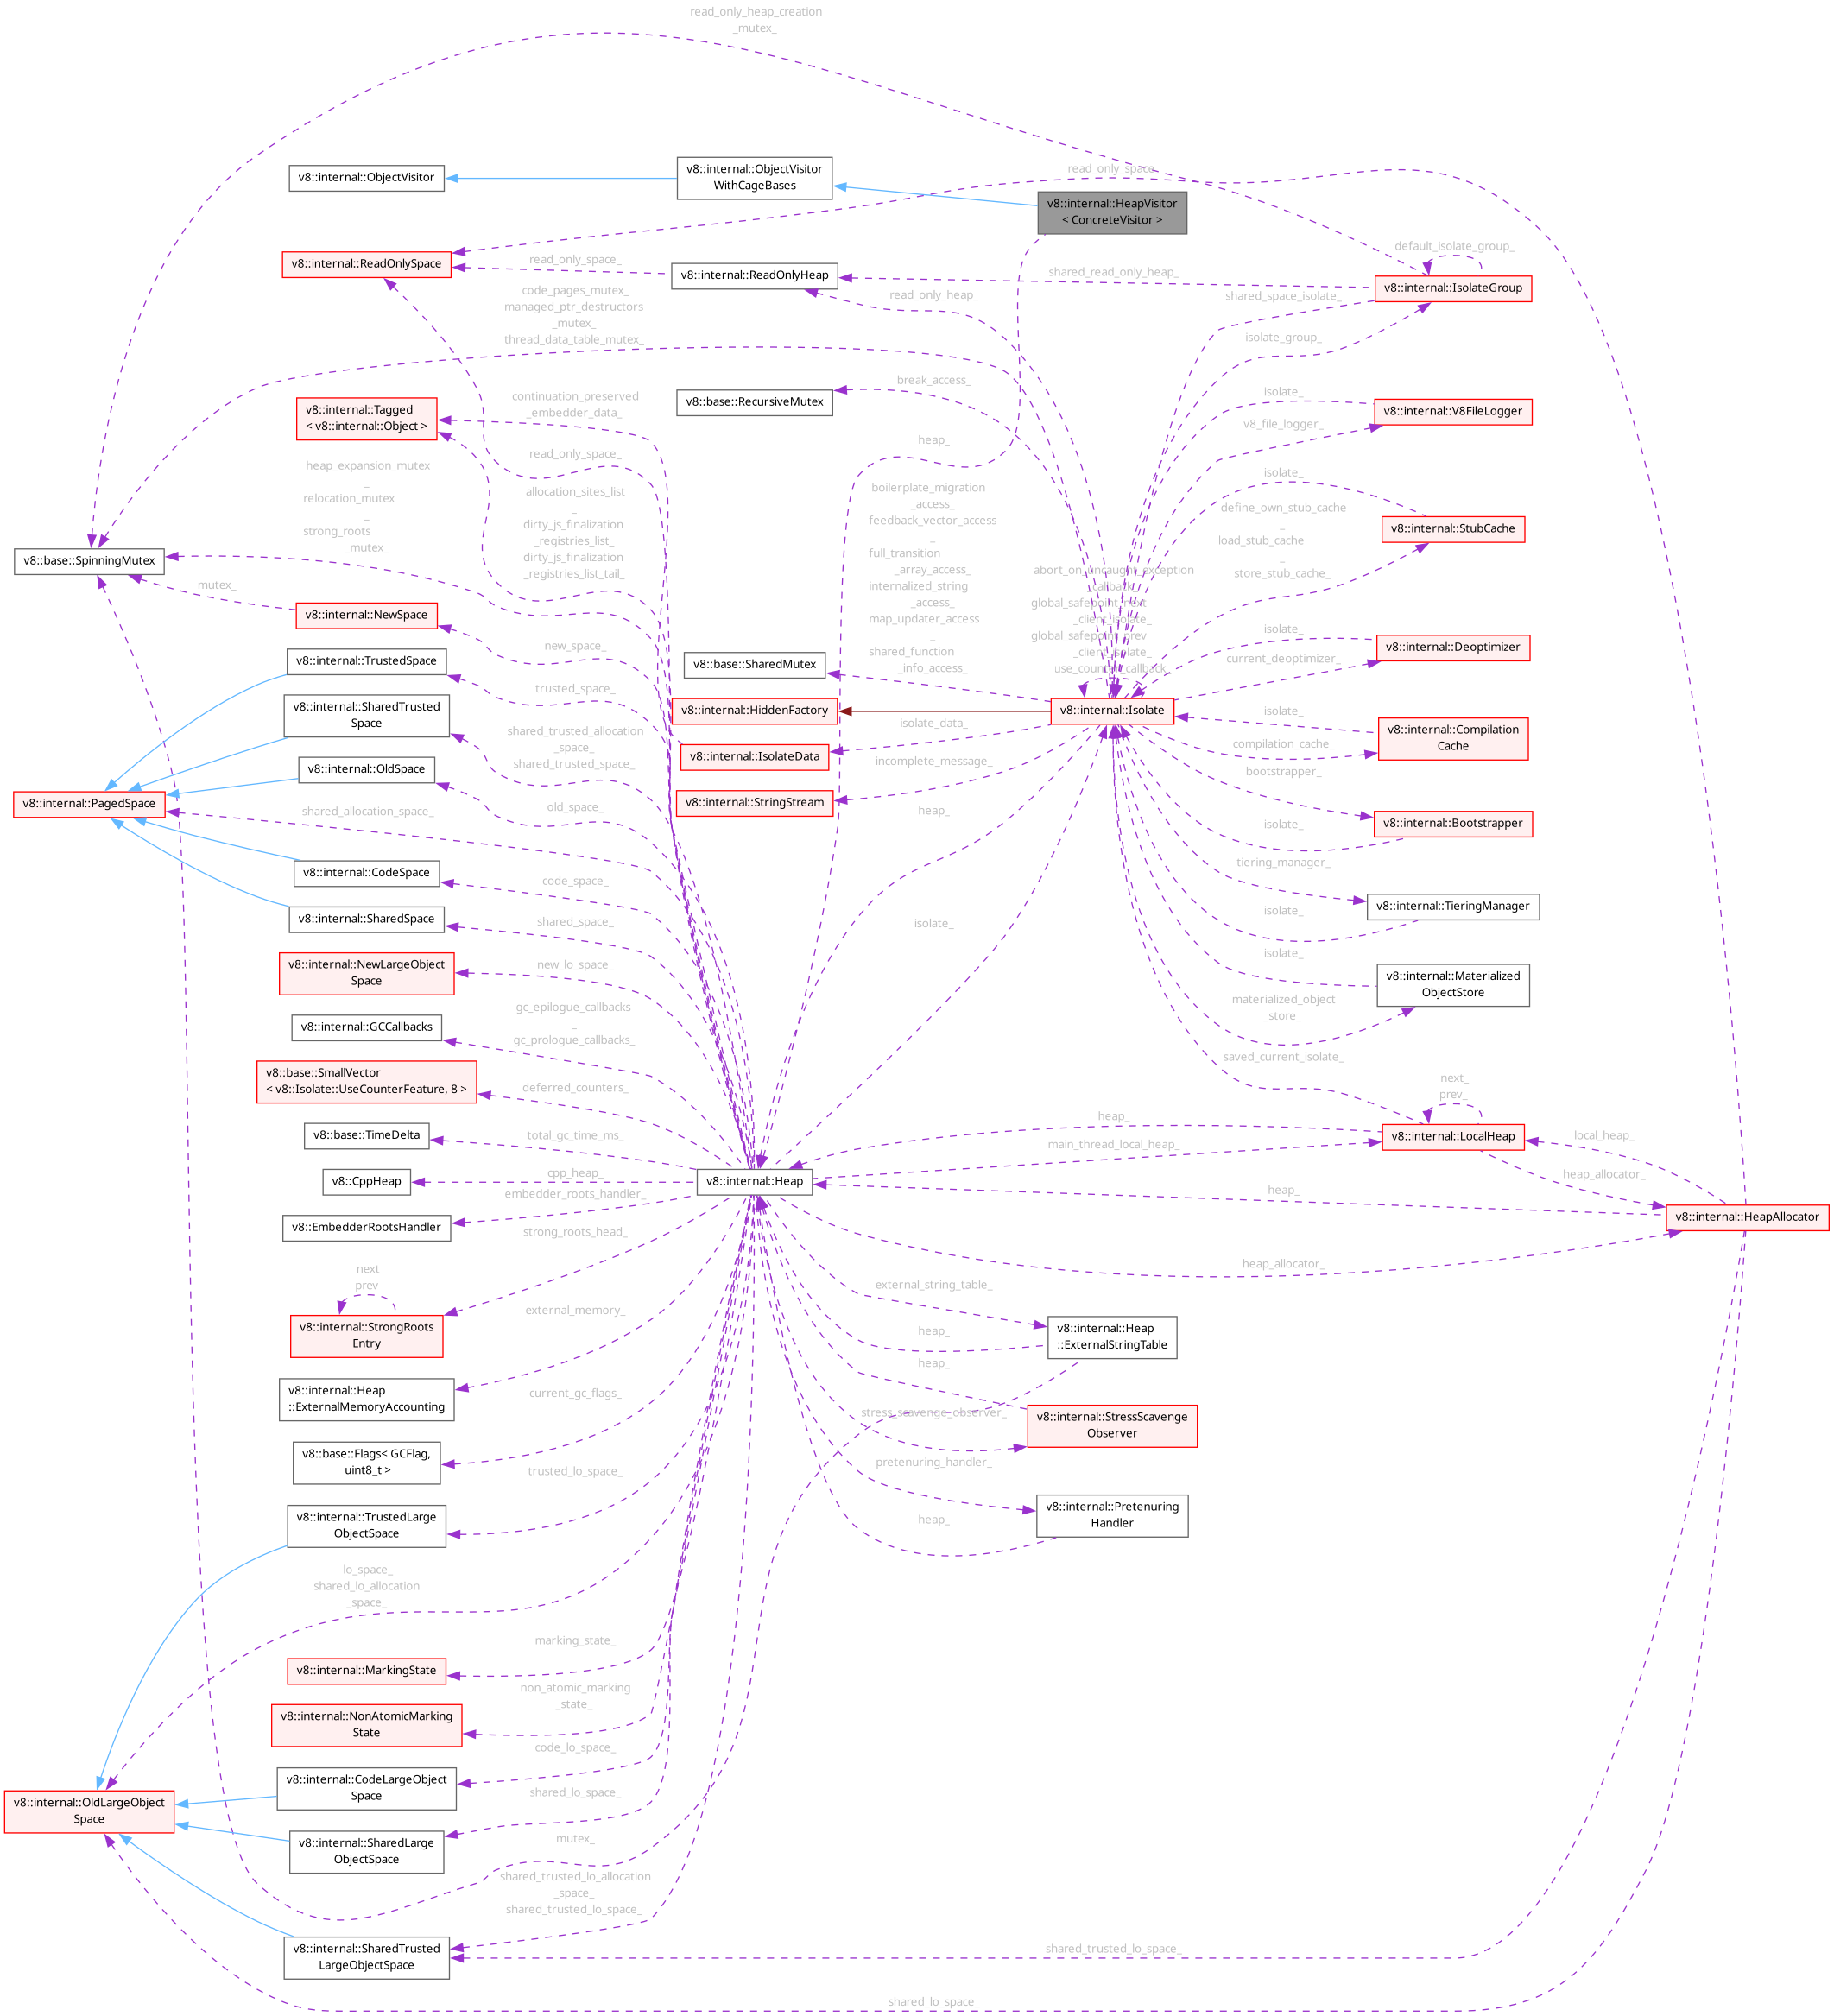 read_only_heap_creation
_mutex_
v8::internal::ObjectVisitor
v8::internal::ObjectVisitor
WithCageBases
read_only_space_
v8::internal::HeapVisitor
< ConcreteVisitor >
v8::internal::ReadOnlySpace
read_only_space_
v8::internal::ReadOnlyHeap
shared_read_only_heap_
default_isolate_group_
v8::internal::IsolateGroup
code_pages_mutex_
managed_ptr_destructors
_mutex_
thread_data_table_mutex_
read_only_heap_
shared_space_isolate_
isolate_group_
v8::internal::Tagged
< v8::internal::Object >
continuation_preserved
_embedder_data_
v8::base::RecursiveMutex
break_access_
isolate_
v8::internal::V8FileLogger
v8_file_logger_
read_only_space_
heap_
heap_expansion_mutex
_
relocation_mutex
_
strong_roots
_mutex_
allocation_sites_list
_
dirty_js_finalization
_registries_list_
dirty_js_finalization
_registries_list_tail_
boilerplate_migration
_access_
feedback_vector_access
_
full_transition
_array_access_
internalized_string
_access_
map_updater_access
_
shared_function
_info_access_
isolate_
define_own_stub_cache
_
load_stub_cache
_
store_stub_cache_
v8::internal::StubCache
v8::base::SpinningMutex
abort_on_uncaught_exception
_callback_
global_safepoint_next
_client_isolate_
global_safepoint_prev
_client_isolate_
use_counter_callback_
mutex_
v8::internal::NewSpace
new_space_
v8::internal::TrustedSpace
trusted_space_
v8::base::SharedMutex
isolate_
current_deoptimizer_
v8::internal::Deoptimizer
v8::internal::SharedTrusted
Space
shared_trusted_allocation
_space_
shared_trusted_space_
v8::internal::HiddenFactory
v8::internal::Isolate
isolate_
compilation_cache_
v8::internal::Compilation
Cache
v8::internal::OldSpace
old_space_
v8::internal::IsolateData
isolate_data_
incomplete_message_
v8::internal::PagedSpace
shared_allocation_space_
v8::internal::StringStream
heap_
bootstrapper_
v8::internal::Bootstrapper
isolate_
v8::internal::CodeSpace
code_space_
tiering_manager_
v8::internal::TieringManager
v8::internal::SharedSpace
shared_space_
isolate_
isolate_
v8::internal::NewLargeObject
Space
new_lo_space_
isolate_
v8::internal::Materialized
ObjectStore
materialized_object
_store_
v8::internal::GCCallbacks
gc_epilogue_callbacks
_
gc_prologue_callbacks_
saved_current_isolate_
v8::base::SmallVector
< v8::Isolate::UseCounterFeature, 8 >
deferred_counters_
next_
prev_
v8::base::TimeDelta
total_gc_time_ms_
heap_
main_thread_local_heap_
v8::internal::LocalHeap
local_heap_
heap_allocator_
v8::CppHeap
cpp_heap_
v8::internal::Heap
heap_
v8::internal::HeapAllocator
v8::EmbedderRootsHandler
embedder_roots_handler_
strong_roots_head_
heap_allocator_
next
prev
v8::internal::StrongRoots
Entry
external_memory_
external_string_table_
heap_
v8::internal::Heap
::ExternalStringTable
heap_
v8::internal::Heap
::ExternalMemoryAccounting
current_gc_flags_
stress_scavenge_observer_
v8::internal::StressScavenge
Observer
v8::base::Flags< GCFlag,
uint8_t >
trusted_lo_space_
pretenuring_handler_
heap_
v8::internal::Pretenuring
Handler
v8::internal::TrustedLarge
ObjectSpace
lo_space_
shared_lo_allocation
_space_
v8::internal::MarkingState
marking_state_
v8::internal::NonAtomicMarking
State
non_atomic_marking
_state_
v8::internal::CodeLargeObject
Space
code_lo_space_
v8::internal::OldLargeObject
Space
shared_lo_space_
v8::internal::SharedLarge
ObjectSpace
mutex_
shared_trusted_lo_allocation
_space_
shared_trusted_lo_space_
v8::internal::SharedTrusted
LargeObjectSpace
shared_trusted_lo_space_
shared_lo_space_